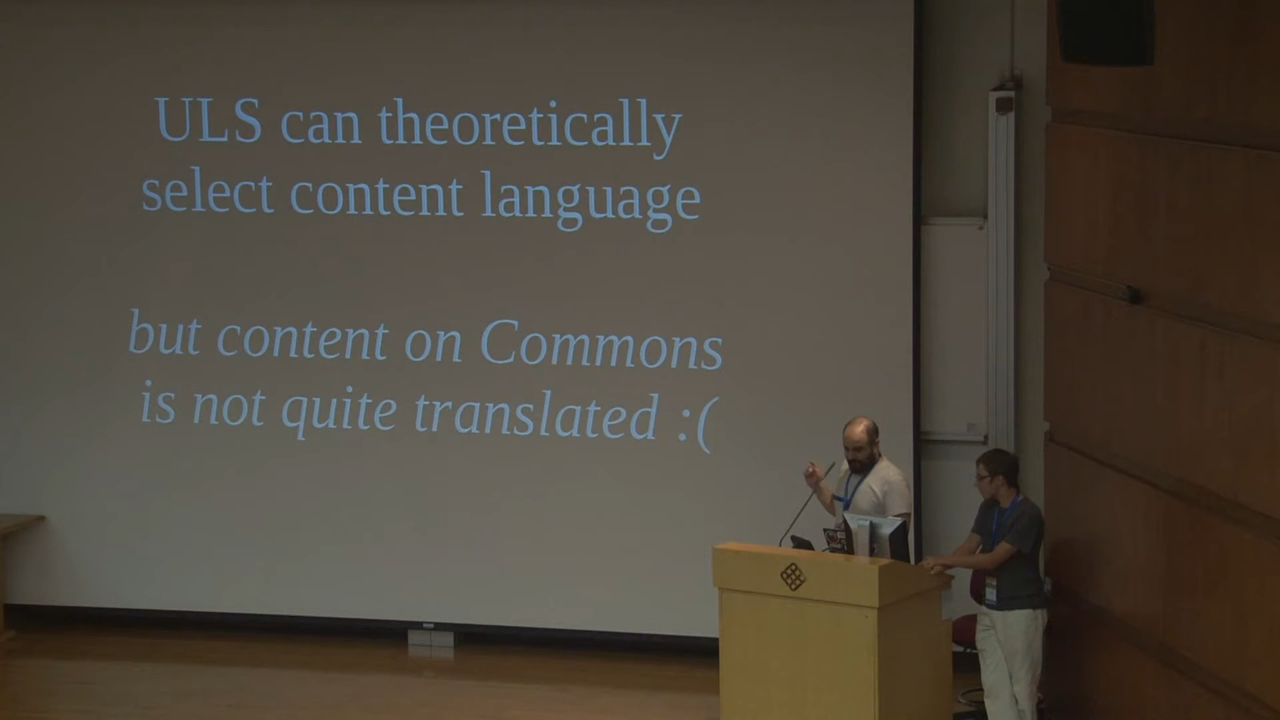 ULS can theoretically
select content language
but content on Commons
is not quite translated :(